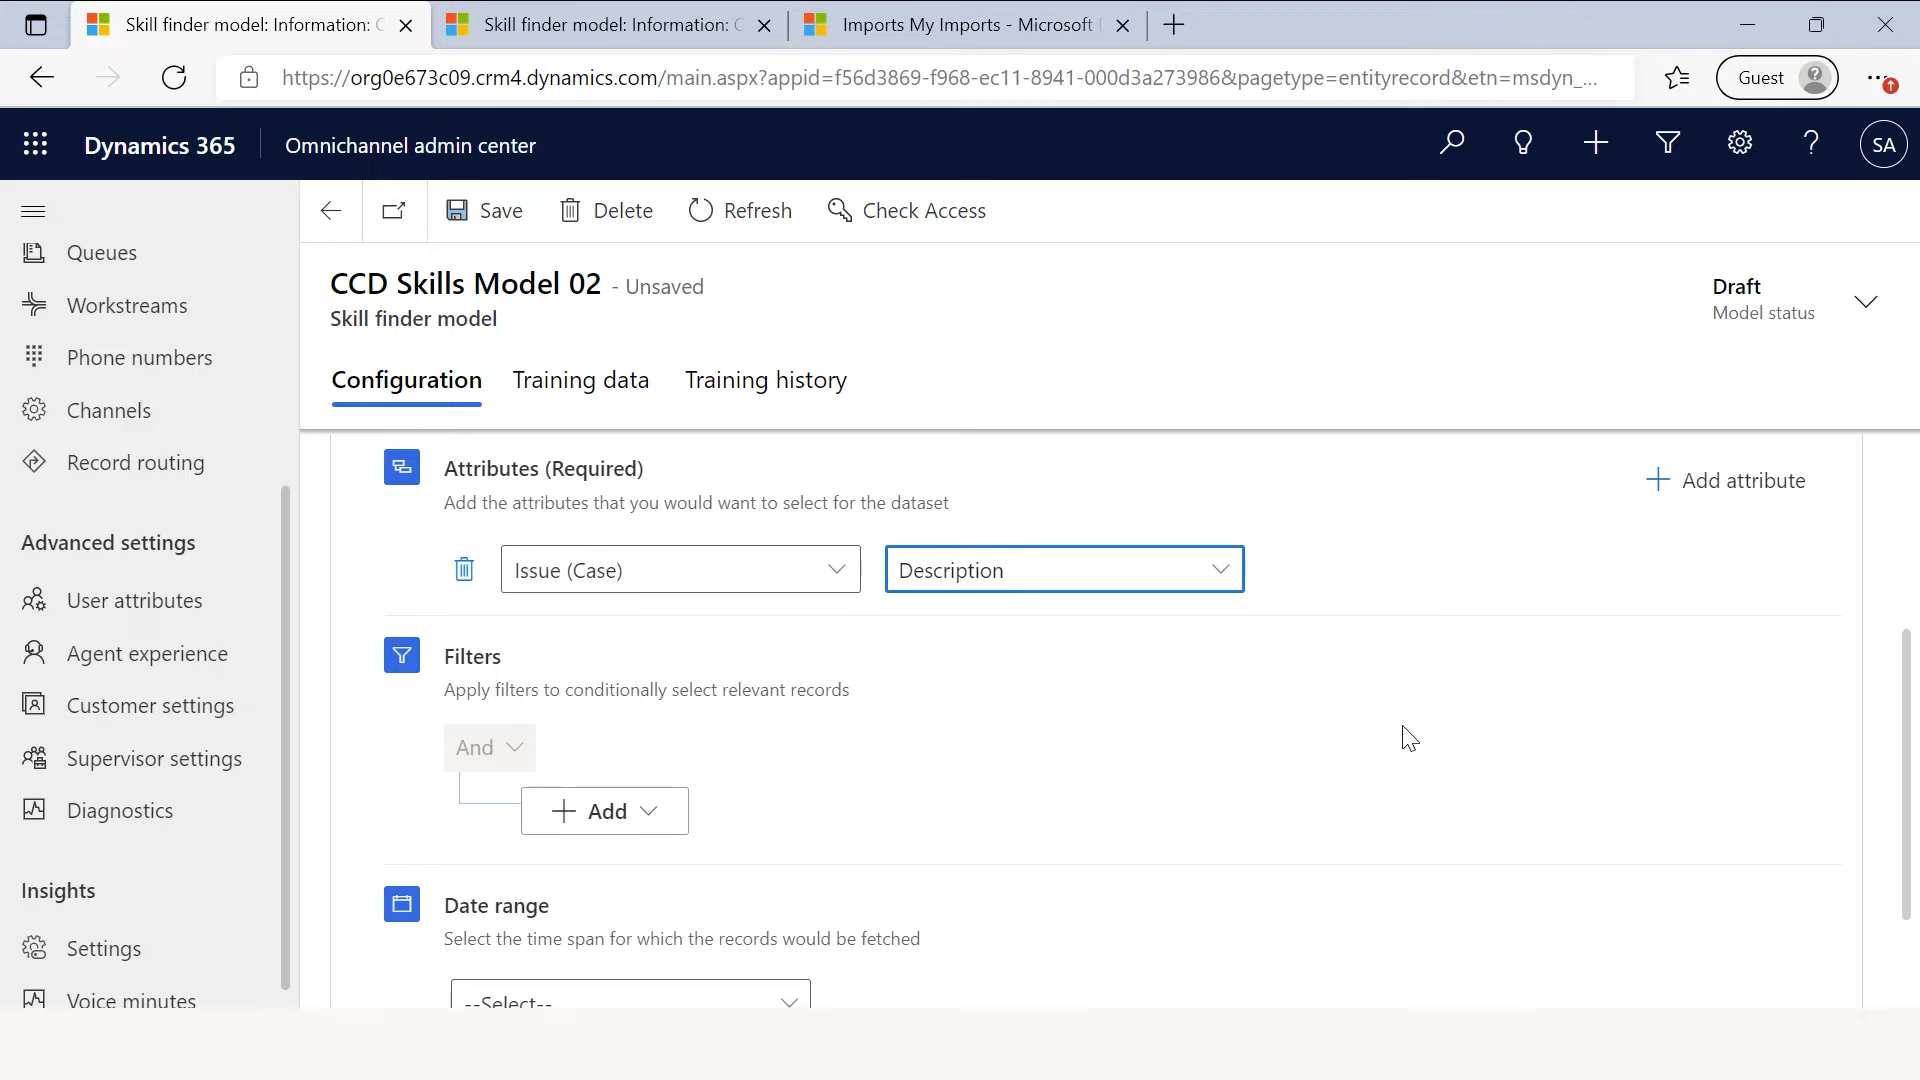 Skill finder model: Information: C
Skill finder model: Information: C
Imports My Imports - Microsoft
https://org0e673c09.crm4.dynamics.com/main.aspx?appid=f56d3869-f968-ec11-8941-000d3a273986&pagetype=entityrecord&etn=msdyn_...
Guest
Dynamics 365
Omnichannel admin center
SA
Save
Delete
Refresh
Check Access
Queues
Workstreams
Phone numbers
Channels
Record routing
Advanced settings
User attributes
Agent experience
Customer settings
Supervisor settings
Diagnostics
Insights
Settings
Voice minutes
CCD Skills Model 02 - Unsaved
Skill finder model
Draft
Model status
Configuration
Training data
Training history
Attributes (Required)
Add the attributes that you would want to select for the dataset
Add attribute
Issue (Case)
Description
Filters
Apply filters to conditionally select relevant records
And
Add
Date range
Select the time span for which the records would be fetched
--Select--